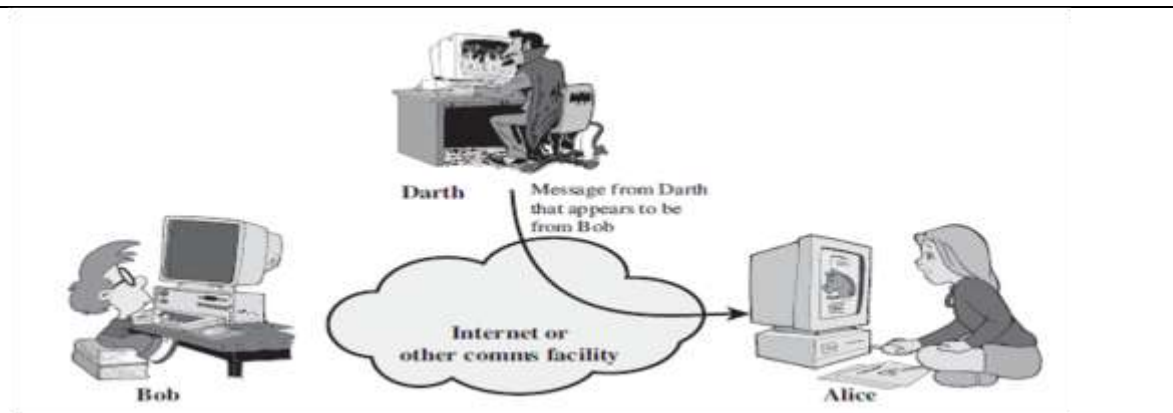 Darth
Message from Darth
that appears to be
from Bob
Internet or
other comms facility
Bob
Alice